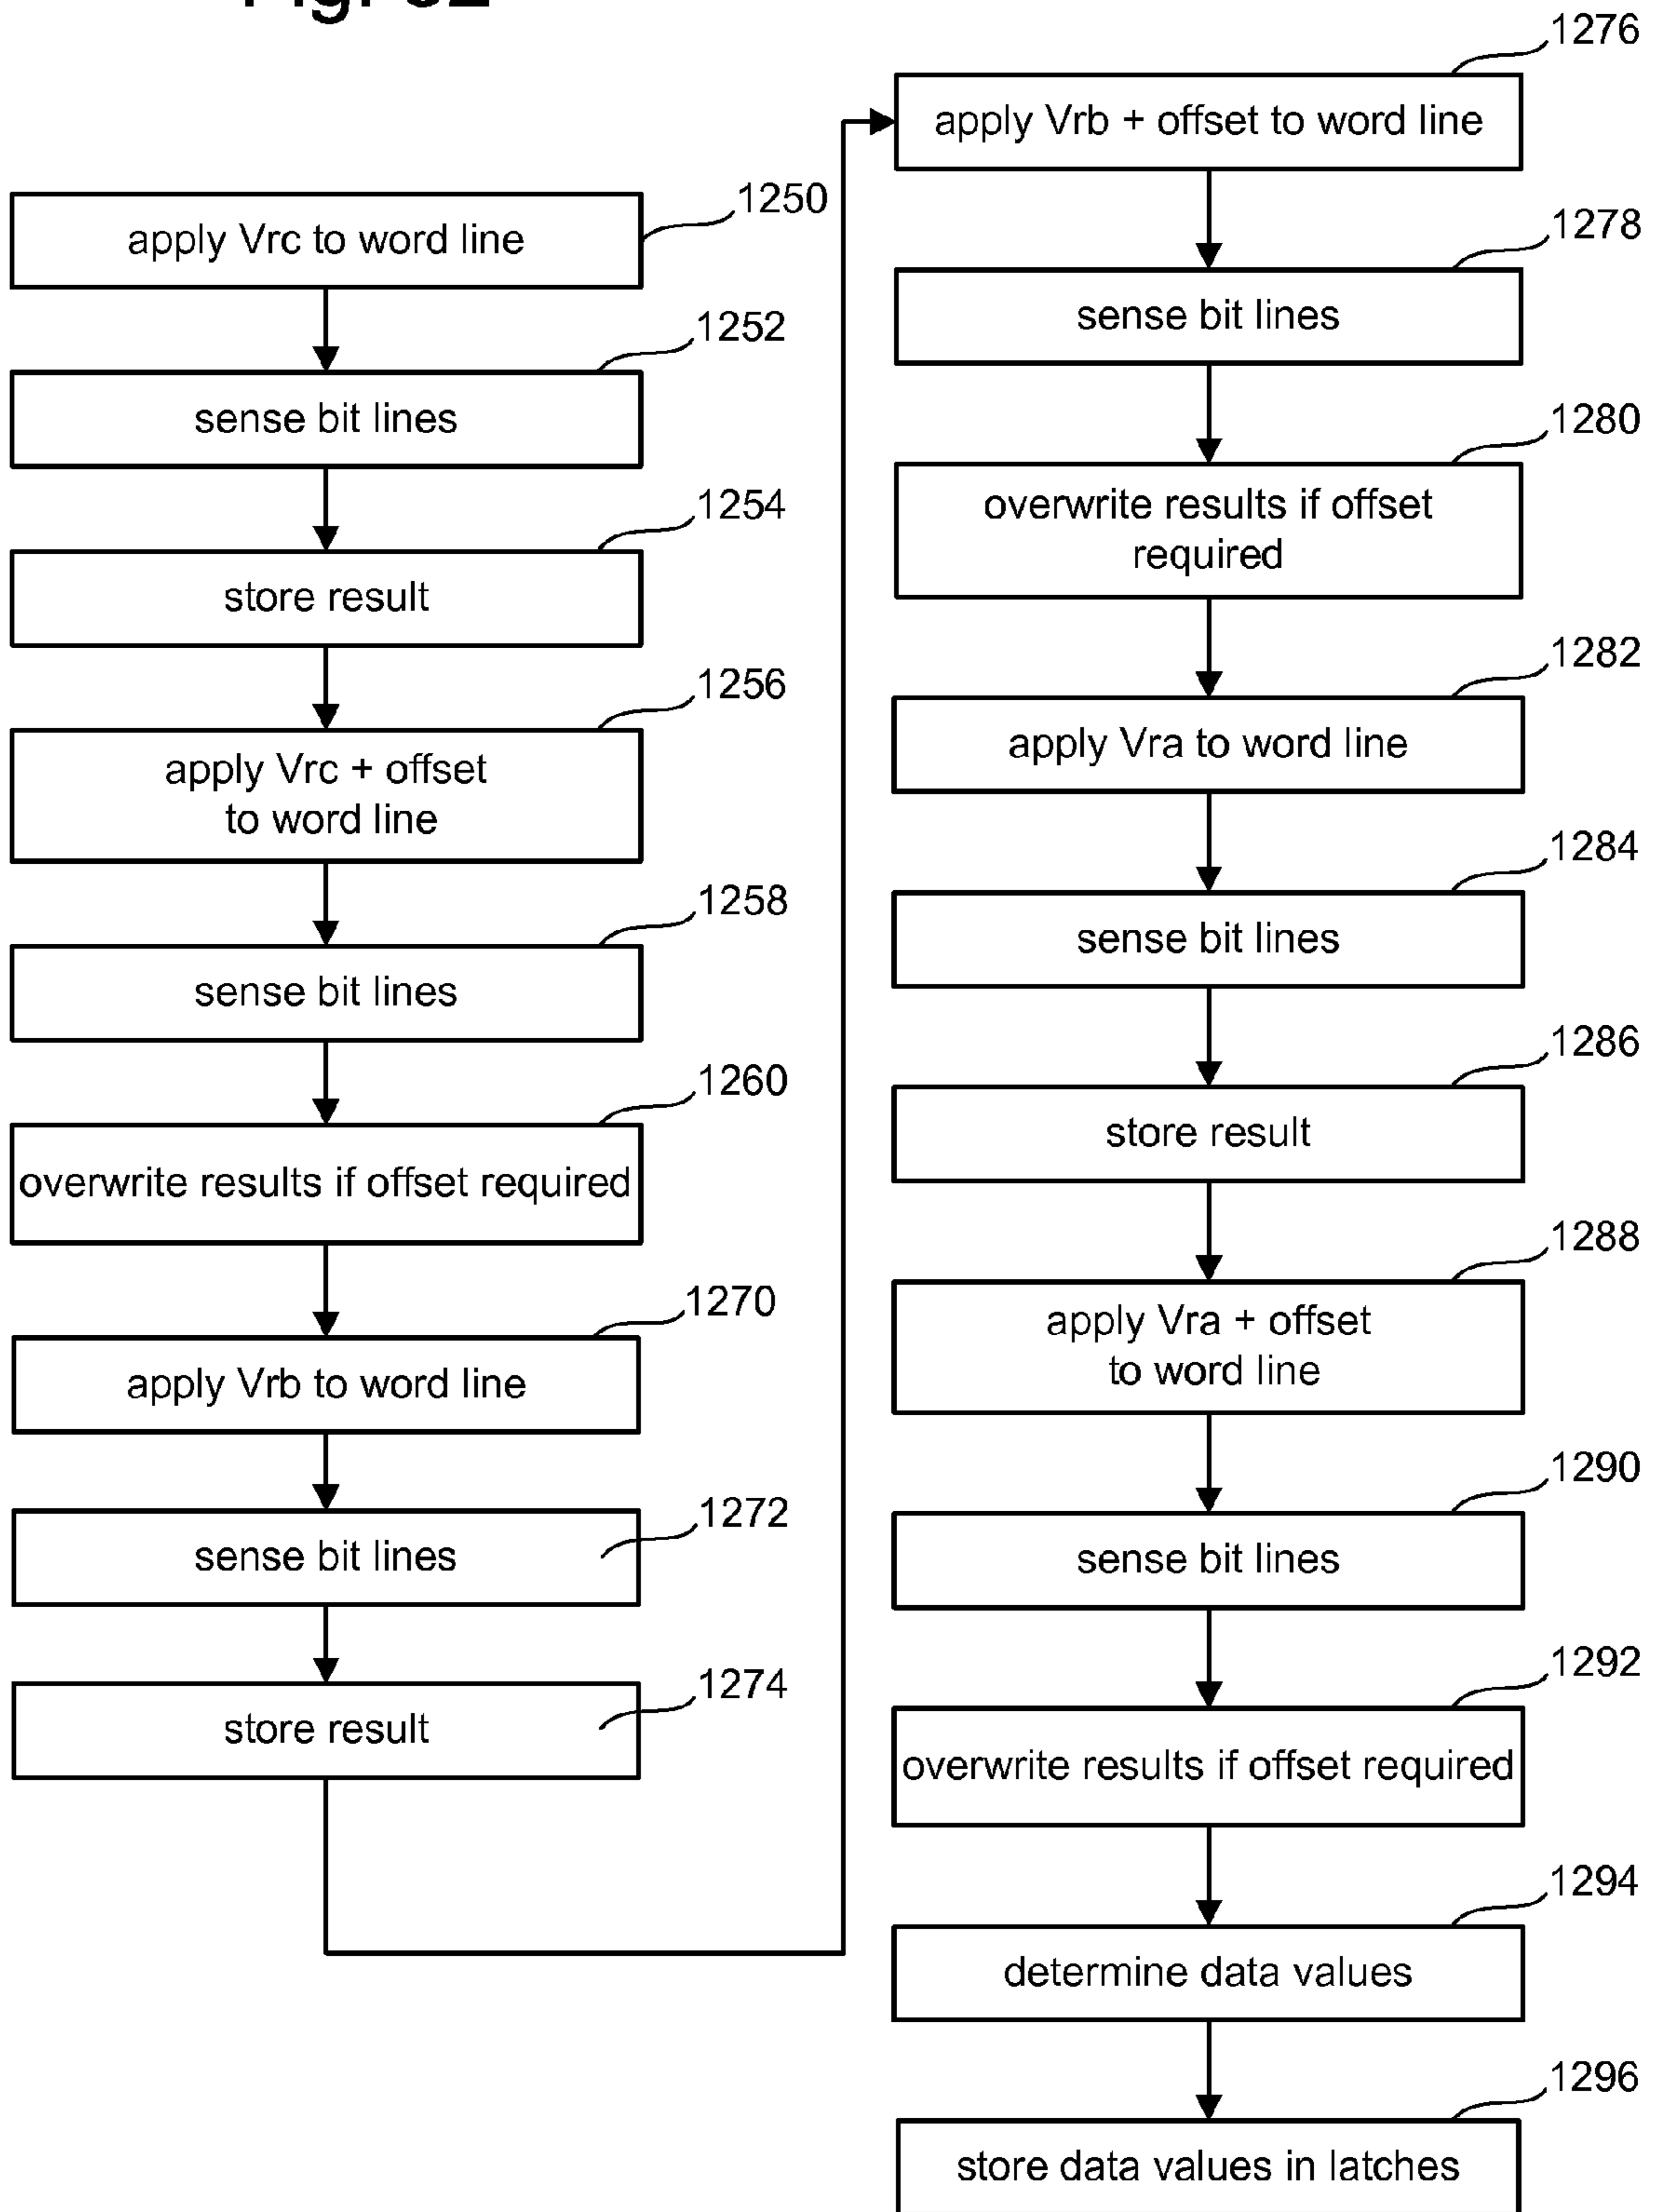 1250
apply Vrc to word line
1252
sense bit lines
1254
store result
1256
apply Vrc + offset
to word line
1258
sense bit lines
1260
overwrite results if offset required
1270
apply Vrb to word line
1272
sense bit lines
1274
store result
1276
apply Vrb + offset to word line
1278
sense bit lines
1280
overwrite results if offset
required
1282
apply Vra to word line
1284
sense bit lines
1286
store result
1288
apply Vra + offset
to word line
1290
sense bit lines
1292
overwrite results if offset required
1294
determine data values
1296
store data values in latches